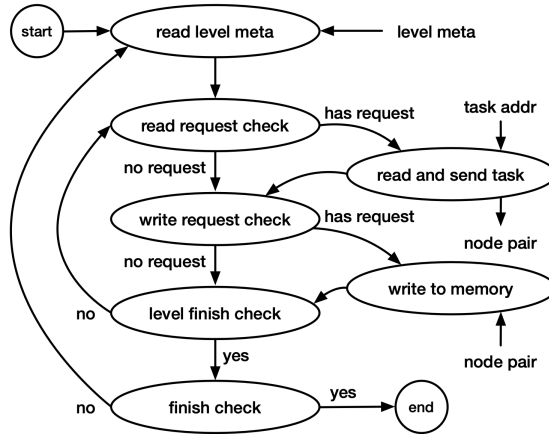 start
read level meta
level meta
read request check
has request
task addr
no request
read and send task
write request check
has request
node pair
no request
write to memory
no
level finish check
yes
node pair
no
finish check
yes
end